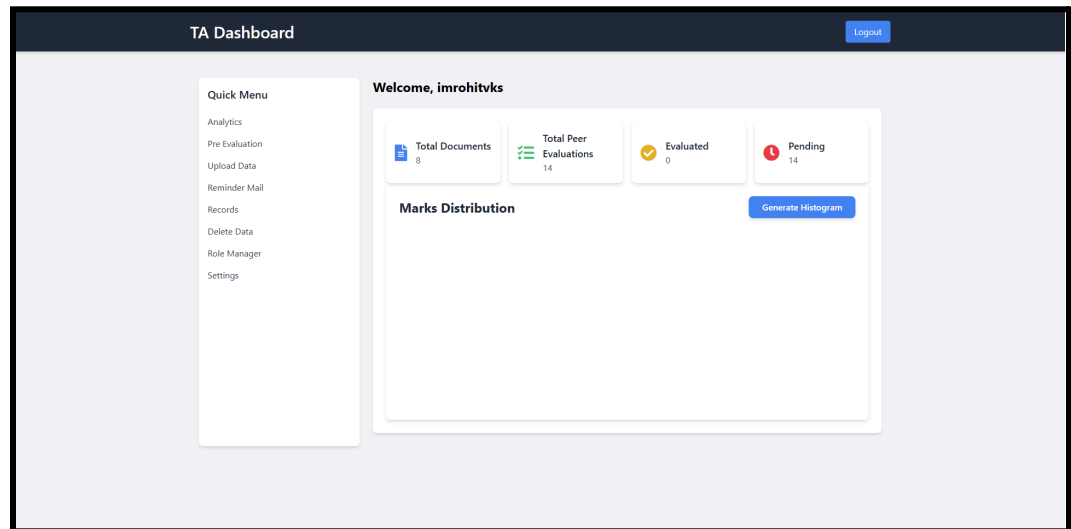 TA Dashboard
Logout
Quick Menu
Analytics
Pre Evaluation
Upload Data
Reminder Mail
Records
Delete Data
Role Manager
Settings
Welcome, imrohitvks
Total Documents
8
Total Peer
Evaluations
14
Evaluated
0
Pending
14
Marks Distribution
Generate Histogram